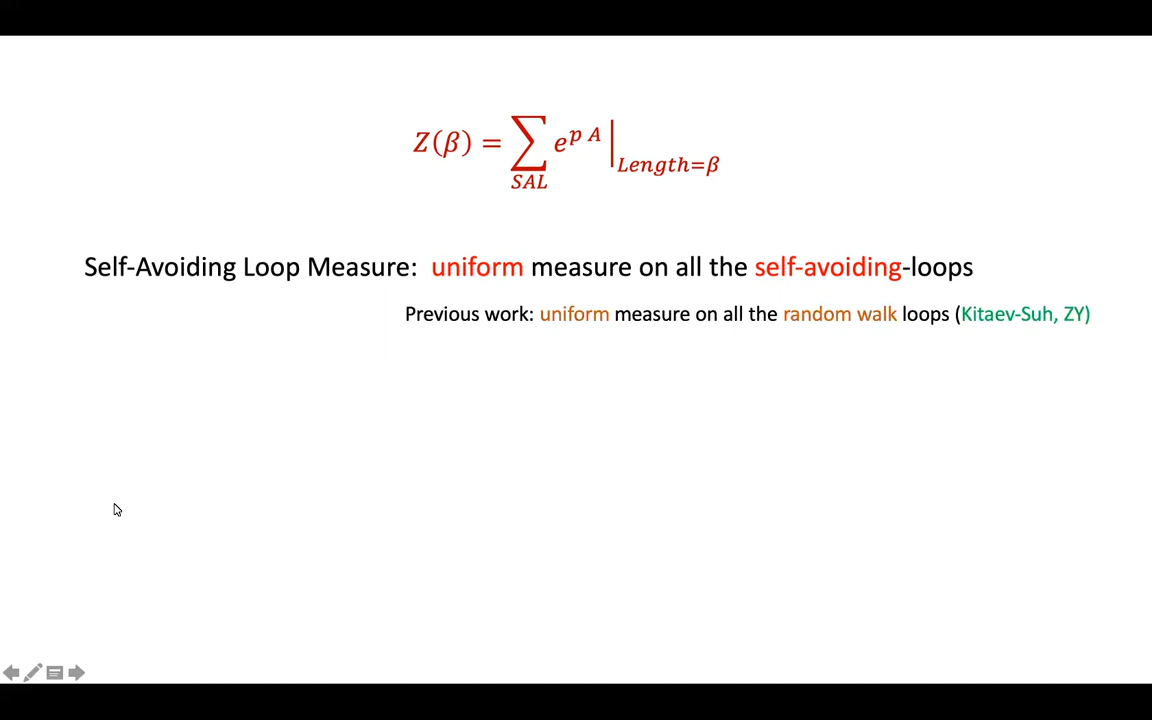 Z(β) = ∑_{SAL} e^{p A} |_{Length=β}
Self-Avoiding Loop Measure: uniform measure on all the self-avoiding-loops
Previous work: uniform measure on all the random walk loops (Kitaev-Suh, ZY)